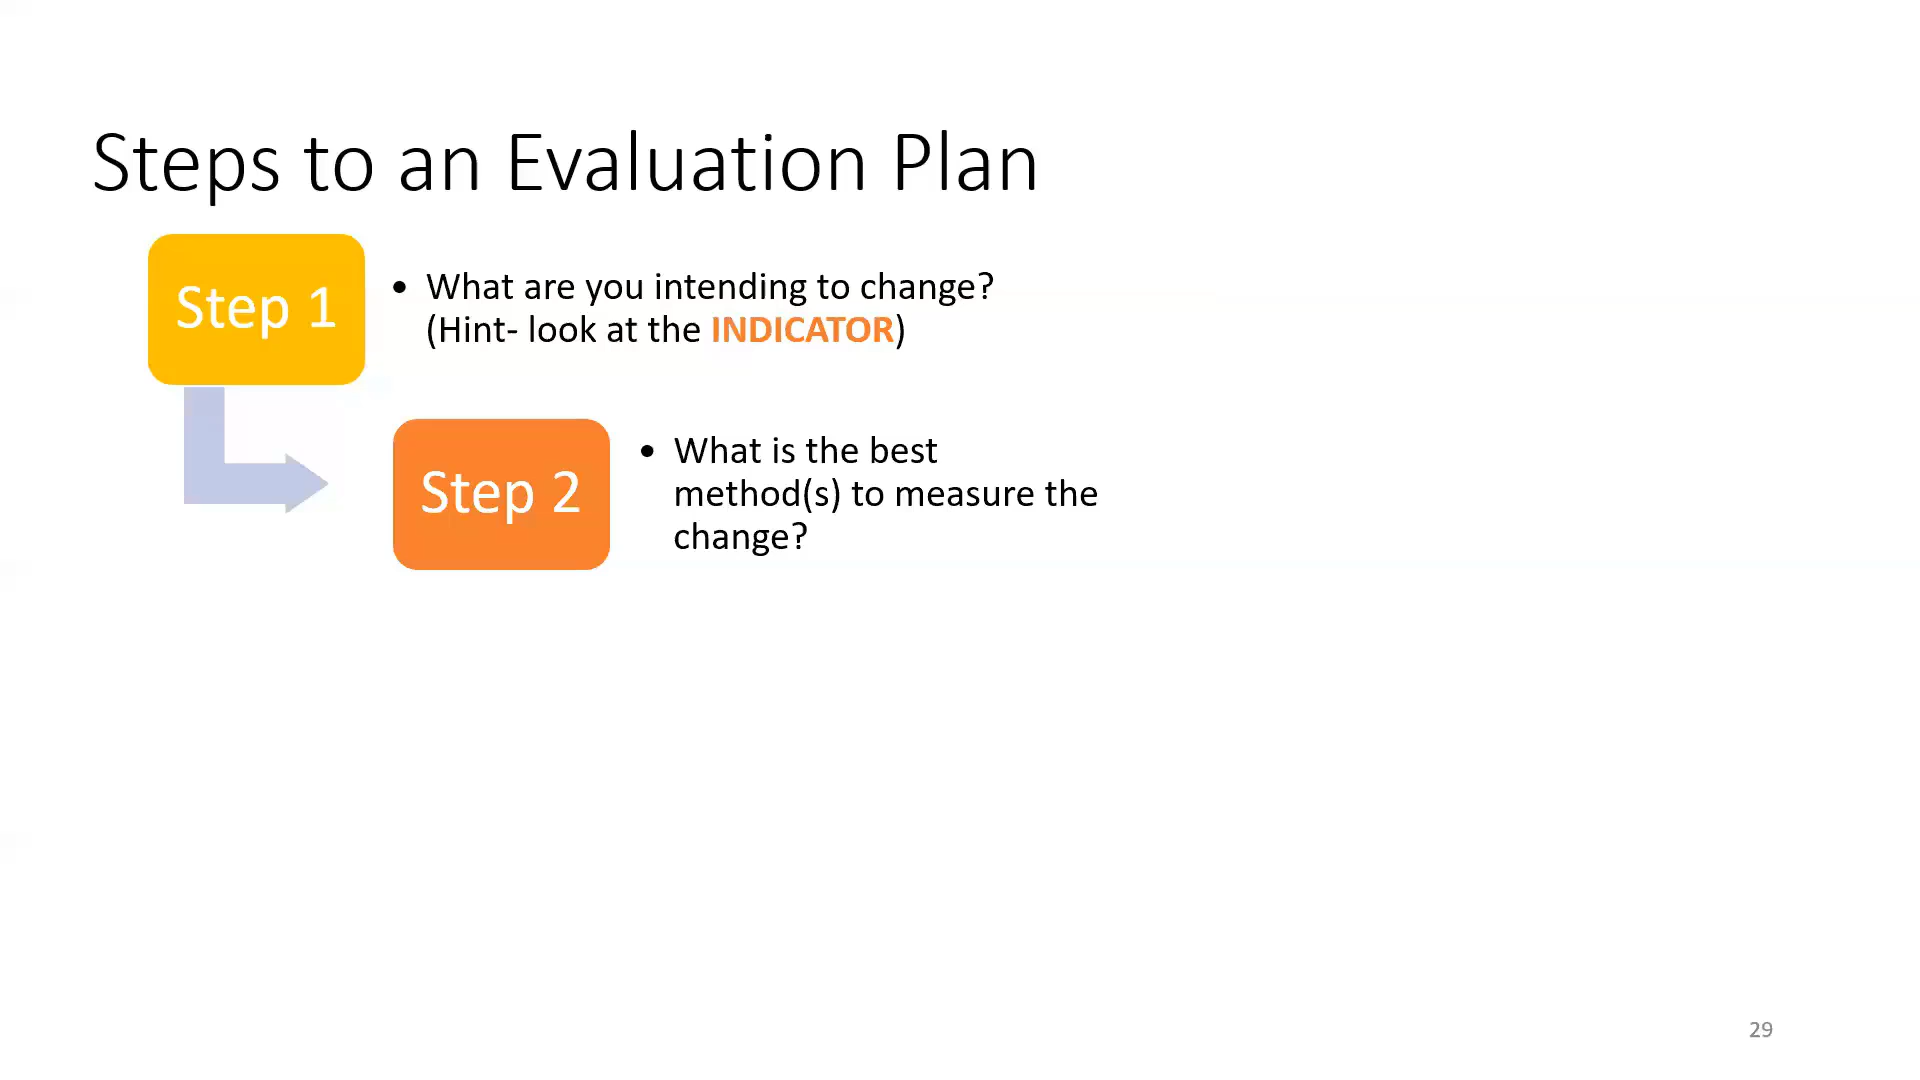 Steps to an Evaluation Plan
Step 1
• What are you intending to change?
(Hint- look at the INDICATOR)
Step 2
• What is the best
method(s) to measure the
change?
29